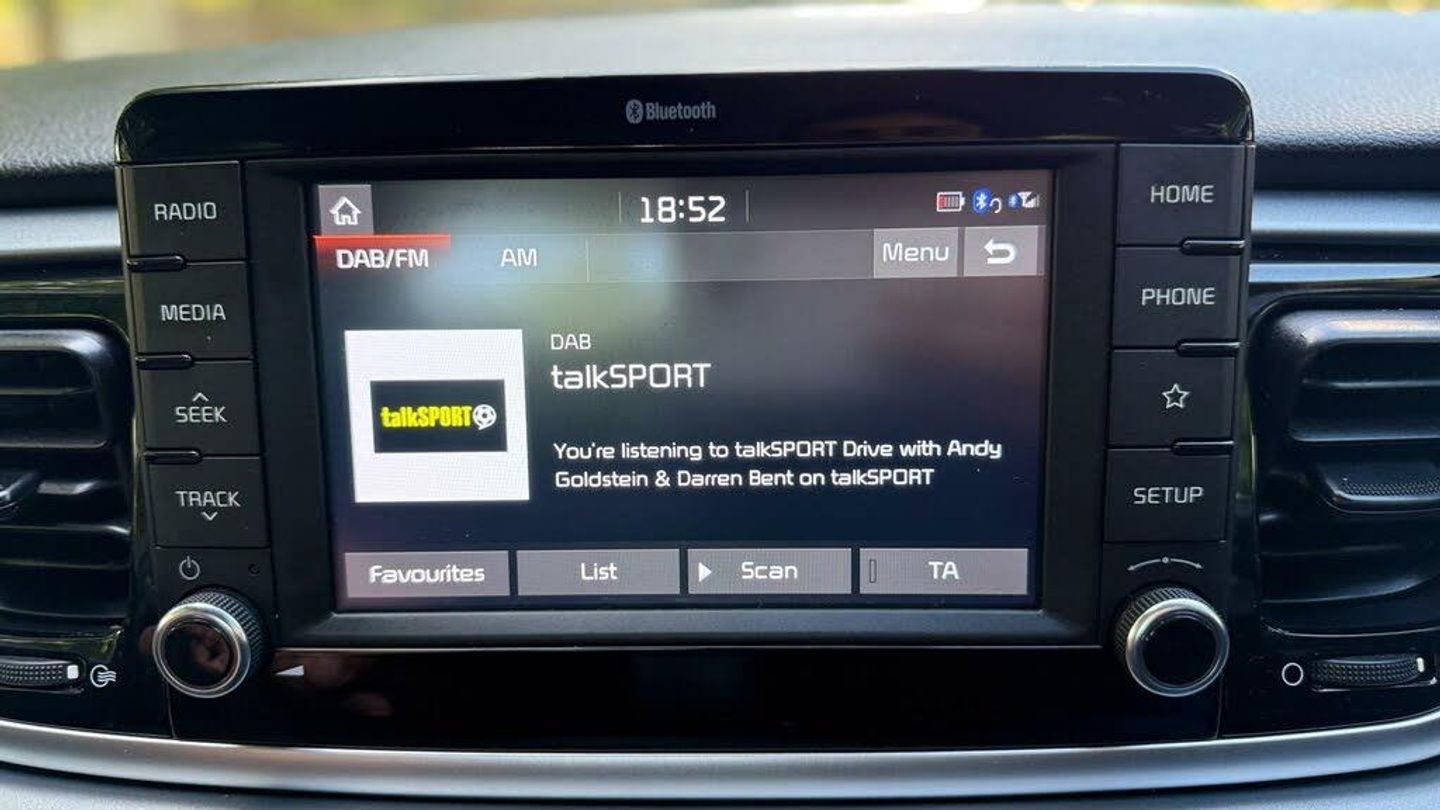 Bluetooth
RADIO
MEDIA
SEEK
TRACK
18:52
DAB/FM
AM
Menu
talkSPORT
DAB
talkSPORT
You're listening to talkSPORT Drive with Andy
Goldstein & Darren Bent on talkSPORT
Favourites
List
Scan
TA
HOME
PHONE
SETUP